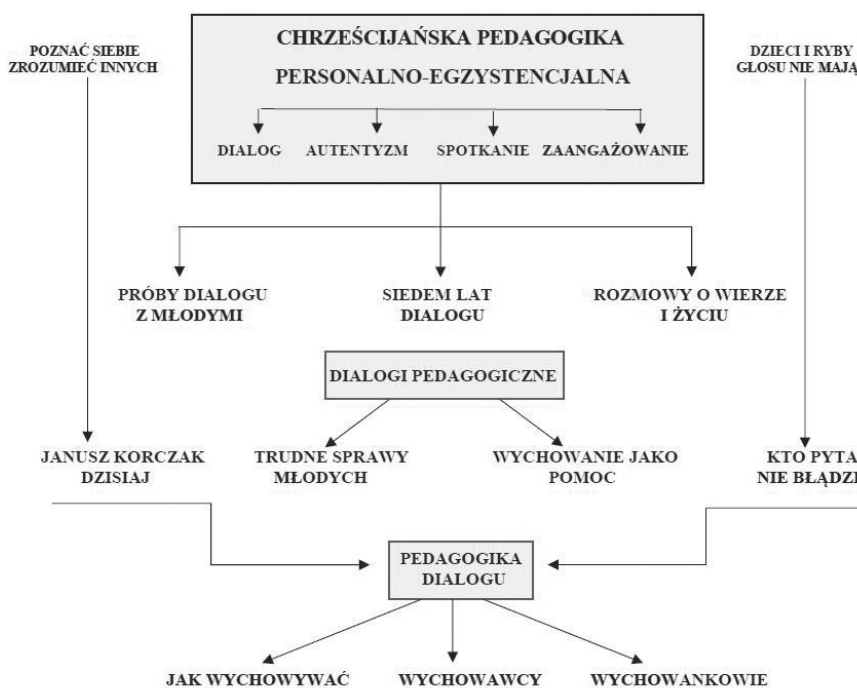 POZNAĆ SIEBIE
ZROZUMIEĆ INNYCH
CHRZEŚCIJAŃSKA PEDAGOGIKA
PERSONALNO-EGZYSTENCJALNA
DIALOG
AUTENTYZM
SPOTKANIE
ZAANGAŻOWANIE
DZIECI I RYBY
GŁOSU NIE MAJĄ
PRÓBY DIALOGU
Z MŁODYMI
SIEDEM LAT
DIALOGU
ROZMOWY O WIERZE
I ŻYCIU
DIALOGI PEDAGOGICZNE
JANUSZ KORCZAK
DZISIAJ
TRUDNE SPRAWY
MŁODYCH
WYCHOWANIE JAKO
POMOC
KTO PYTA
NIE BŁĄDZI
PEDAGOGIKA
DIALOGU
JAK WYCHOWYWAĆ
WYCHOWAWCY
WYCHOWANKOWIE